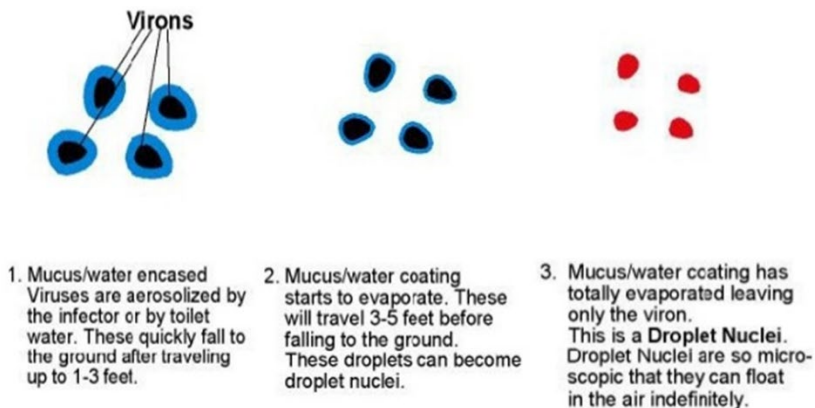 Virons
1. Mucus/water encased
Viruses are aerosolized by
the infector or by toilet
water. These quickly fall to
the ground after traveling
up to 1-3 feet.
2. Mucus/water coating
starts to evaporate. These
will travel 3-5 feet before
falling to the ground.
These droplets can become
droplet nuclei.
3. Mucus/water coating has
totally evaporated leaving
only the viron.
This is a Droplet Nuclei.
Droplet Nuclei are so micro-
scopic that they can float
in the air indefinitely.